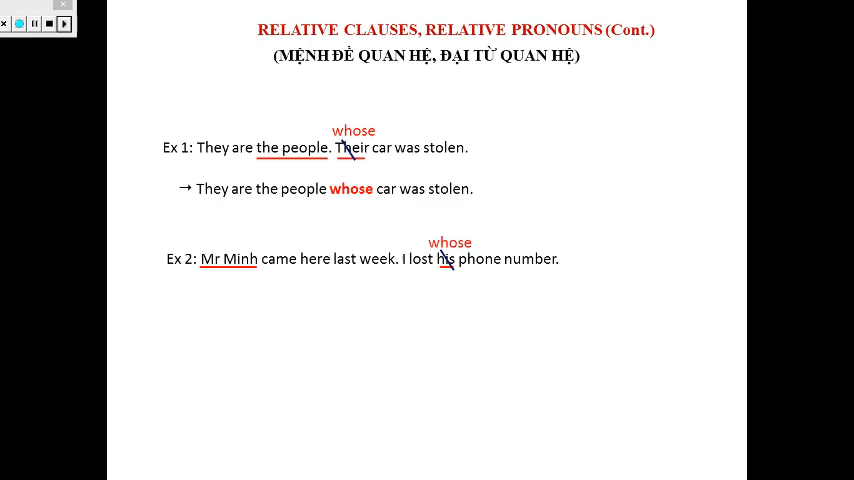 RELATIVE CLAUSES, RELATIVE PRONOUNS (Cont.)
(MỆNH ĐỀ QUAN HỆ, ĐẠI TỪ QUAN HỆ)
whose
Ex 1: They are the people. Their car was stolen.
→ They are the people whose car was stolen.
whose
Ex 2: Mr Minh came here last week. I lost his phone number.